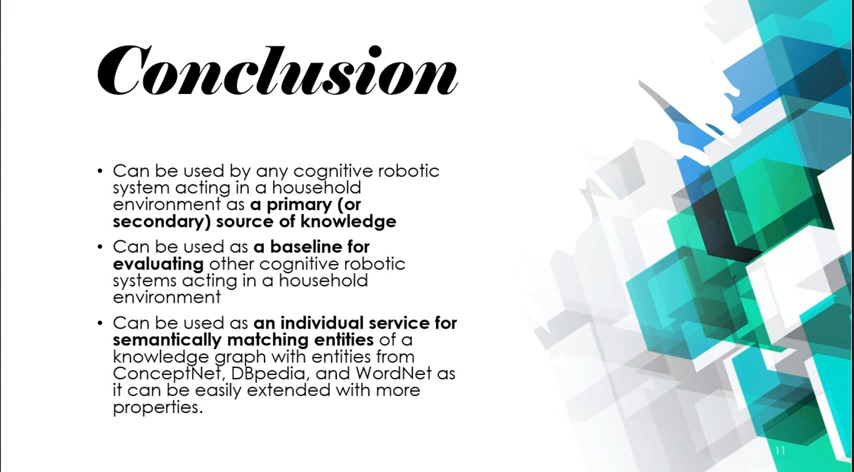 Conclusion
• Can be used by any cognitive robotic
system acting in a household
environment as a primary (or
secondary) source of knowledge
• Can be used as a baseline for
evaluating other cognitive robotic
systems acting in a household
environment
• Can be used as an individual service for
semantically matching entities of a
knowledge graph with entities from
ConceptNet, DBpedia, and WordNet as
it can be easily extended with more
properties.
11